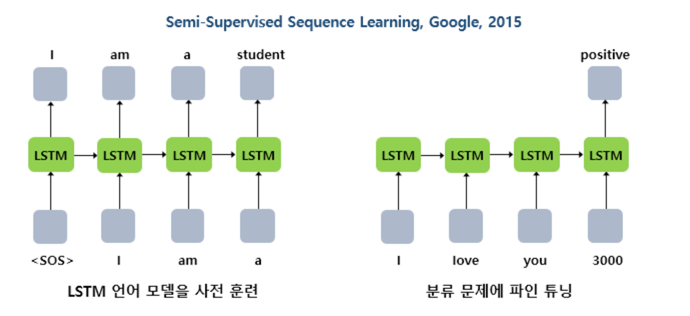 Semi-Supervised Sequence Learning, Google, 2015
I am a student
LSTM LSTM LSTM LSTM
<SOS> I am a
LSTM 언어 모델을 사전 훈련
positive
LSTM LSTM LSTM LSTM
I love you 3000
분류 문제에 파인 튜닝